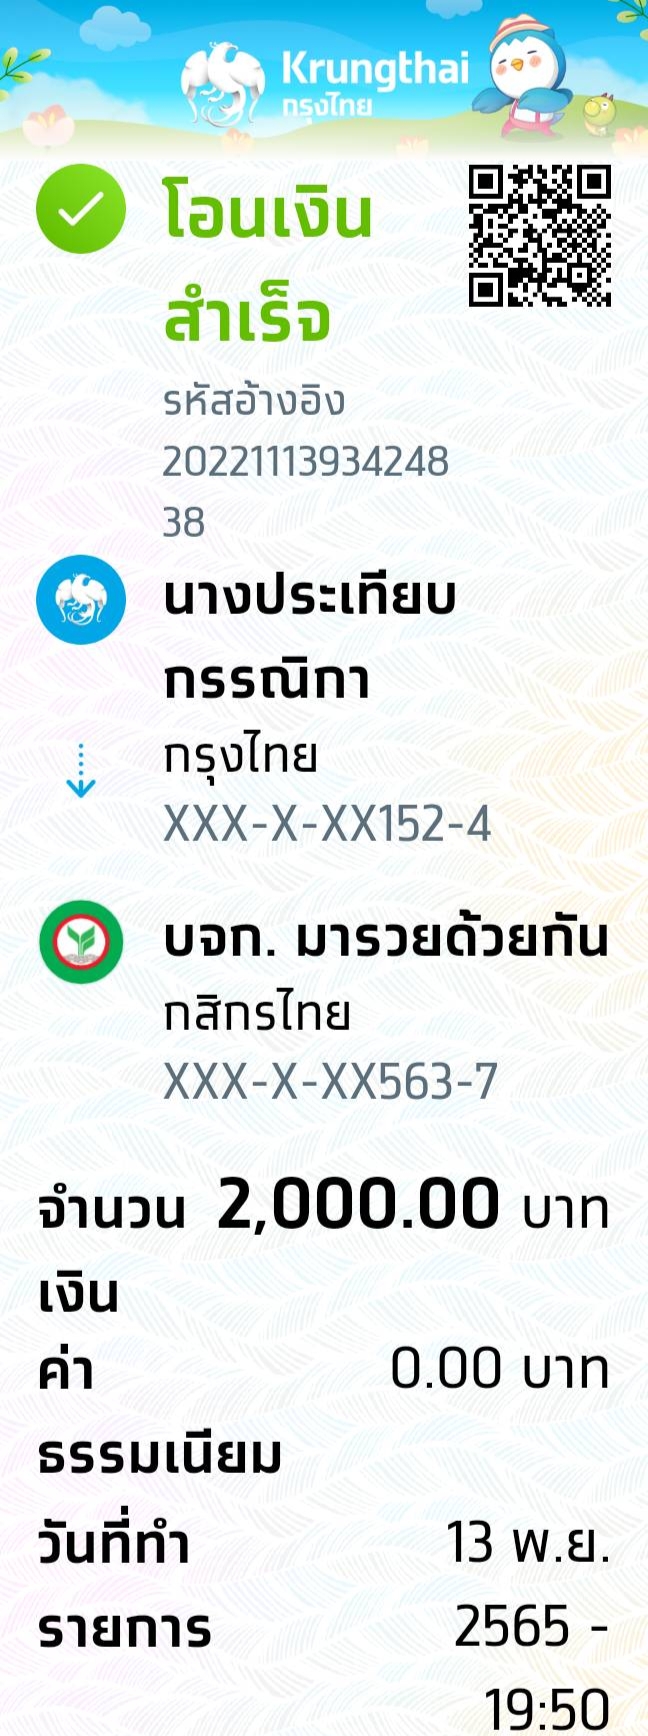 Krungthai
กรุงไทย
โอนเงิน
สำเร็จ
รหัสอ้างอิง
20221113934248
38
นางประเทียบ
กรรณิกา
กรุงไทย
XXX-X-XX152-4
บจก. มารวยด้วยกัน
กสิกรไทย
XXX-X-XX563-7
จำนวน 2,000.00 บาท
เงิน
ค่า 0.00 บาท
ธรรมเนียม
วันที่ทำ 13 พ.ย.
รายการ 2565 -
19:50